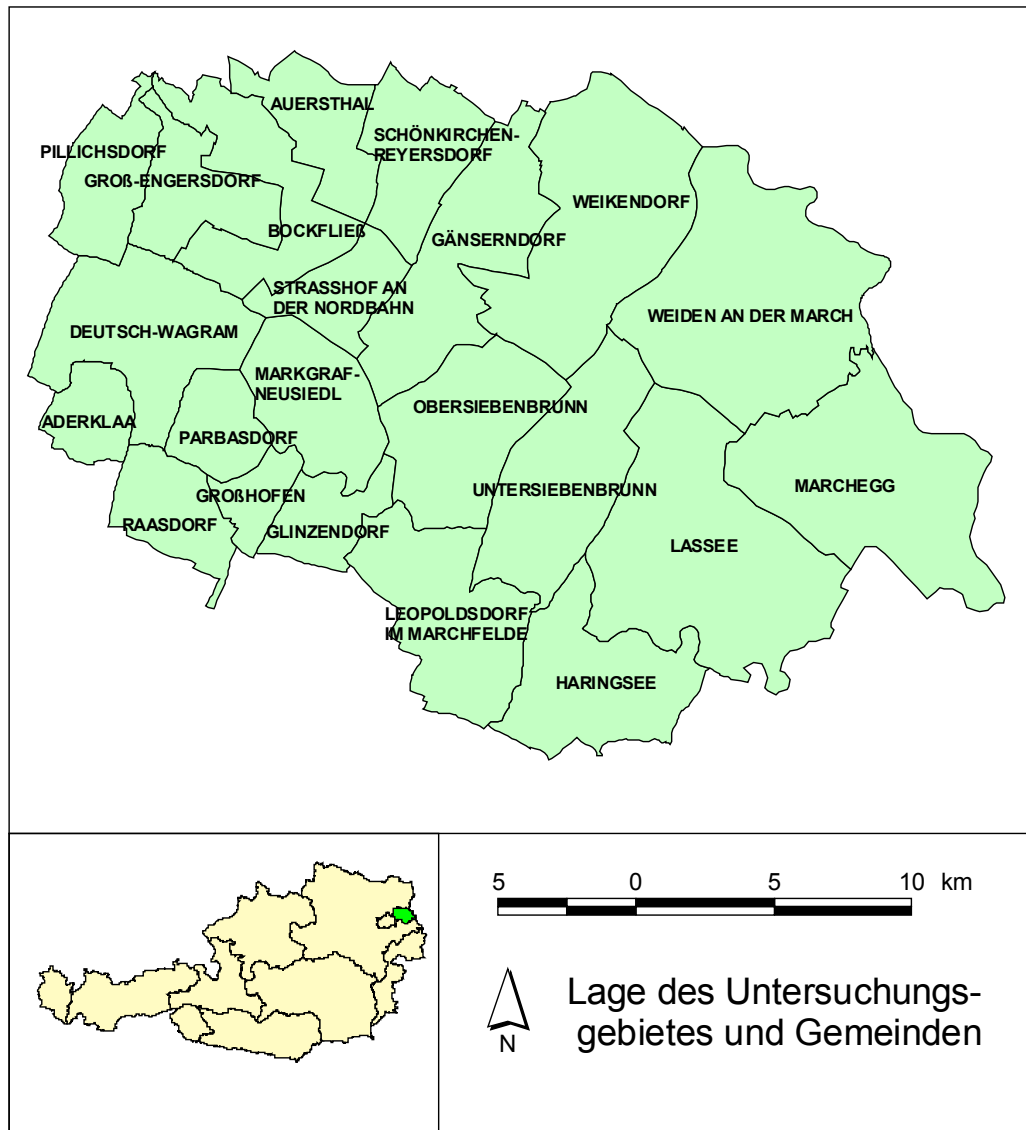 AUERSTHAL
SCHÖNKIRCHEN-
REYERSDORF
PILLICHSDORF
GROß-ENGERSDORF
WEIKENDORF
BOCKFLIEß
GÄNSERNDORF
STRASSHOF AN
DER NORDBAHN
WEIDEN AN DER MARCH
DEUTSCH-WAGRAM
MARKGRAF-
NEUSIEDL
OBERSIEBENBRUNN
ADERKLAA
PARBASDORF
UNTERSIEBENBRUNN
MARCHEGG
GROßHOFEN
RAASDORF
GLINZENDORF
LASSEE
LEOPOLDSDORF
IM MARCHFELDE
HARINGSEE
5 0 5 10 km
N
Lage des Untersuchungs-
gebietes und Gemeinden